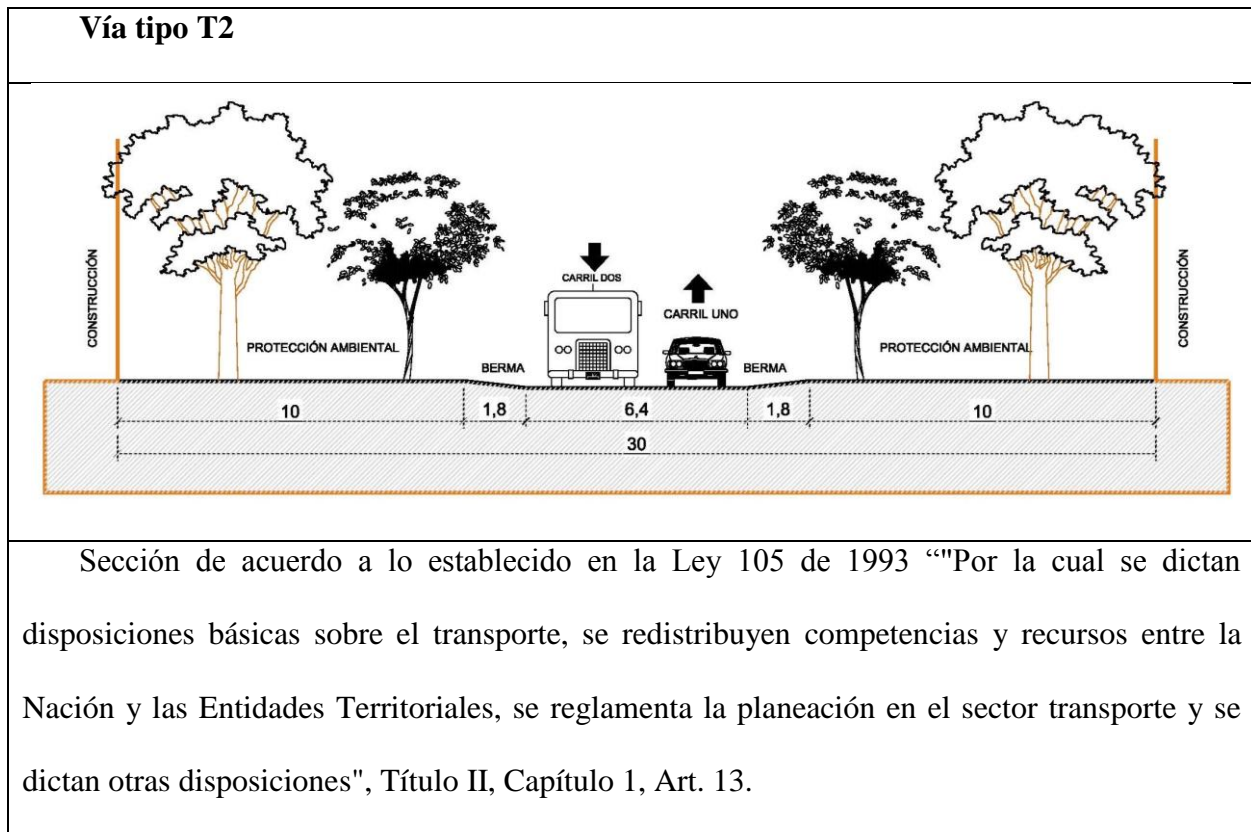 Vía tipo T2
CARRIL DOS
CARRIL UNO
CONSTRUCCIÓN
CONSTRUCCIÓN
PROTECCIÓN AMBIENTAL
BERMA
BERMA
PROTECCIÓN AMBIENTAL
10
1,8
6,4
1,8
10
30
Sección de acuerdo a lo establecido en la Ley 105 de 1993 “"Por la cual se dictan
disposiciones básicas sobre el transporte, se redistribuyen competencias y recursos entre la
Nación y las Entidades Territoriales, se reglamenta la planeación en el sector transporte y se
dictan otras disposiciones", Título II, Capítulo 1, Art. 13.